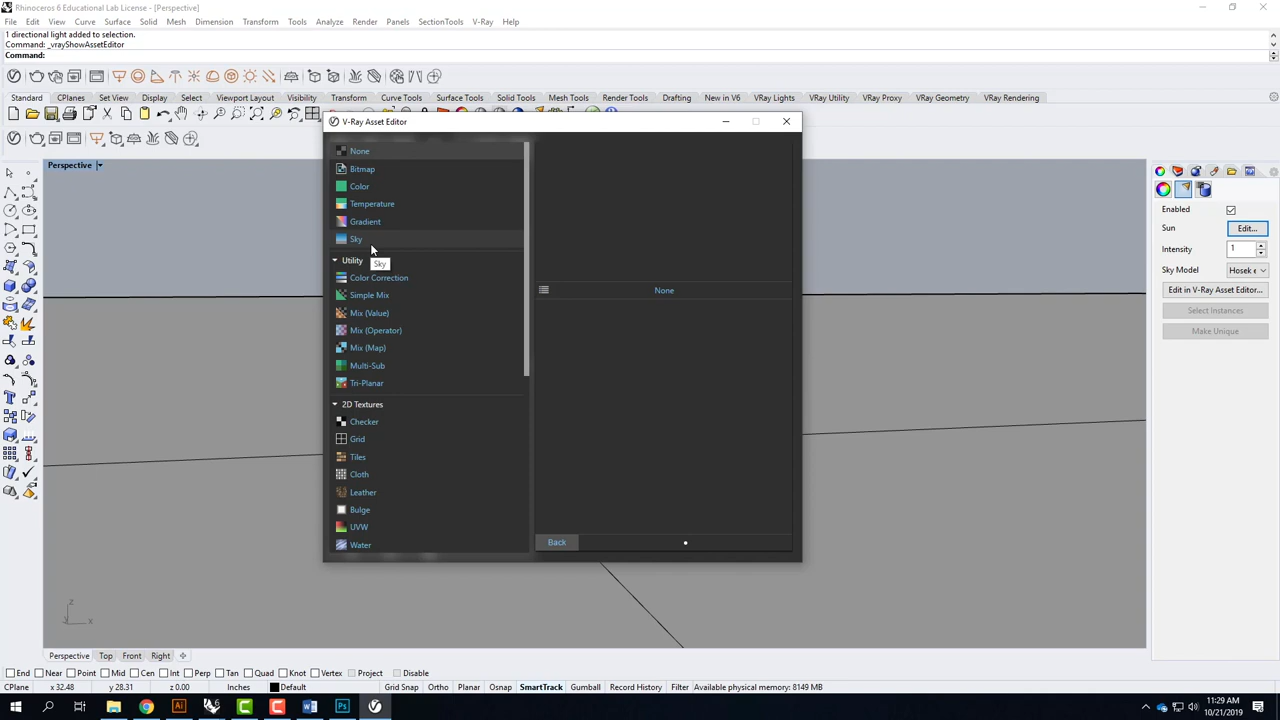 Rhinoceros 6 Educational Lab License - [Perspective]
File Edit View Curve Surface Solid Mesh Dimension Transform Tools Analyze Render Panels SectionTools V-Ray Help
1 directional light added to selection.
Command: _vrayShowAssetEditor
Command:
Standard CPlanes Set View Display Select Viewport Layout Visibility Transform Curve Tools Surface Tools Solid Tools Mesh Tools Render Tools Drafting New in V6 VRay Lights VRay Utility VRay Proxy VRay Geometry VRay Rendering
V-Ray Asset Editor
Perspective
None
Bitmap
Color
Temperature
Gradient
Sky
Sky
Utility
Color Correction
Simple Mix
Mix (Value)
Mix (Operator)
Mix (Map)
Multi-Sub
Tri-Planar
2D Textures
Checker
Grid
Tiles
Cloth
Leather
Bulge
UVW
Water
None
Back
Enabled
Sun Edit...
Intensity 1
Sky Model Hosek e
Edit in V-Ray Asset Editor...
Select Instances
Make Unique
z
y x
Perspective Top Front Right
End Near Point Mid Cen Int Perp Tan Quad Knot Vertex Project Disable
CPlane x 32.48 y 28.31 z 0.00 Inches Default Grid Snap Ortho Planar Osnap SmartTrack Gumball Record History Filter Available physical memory: 8149 MB
11:29 AM
10/21/2019